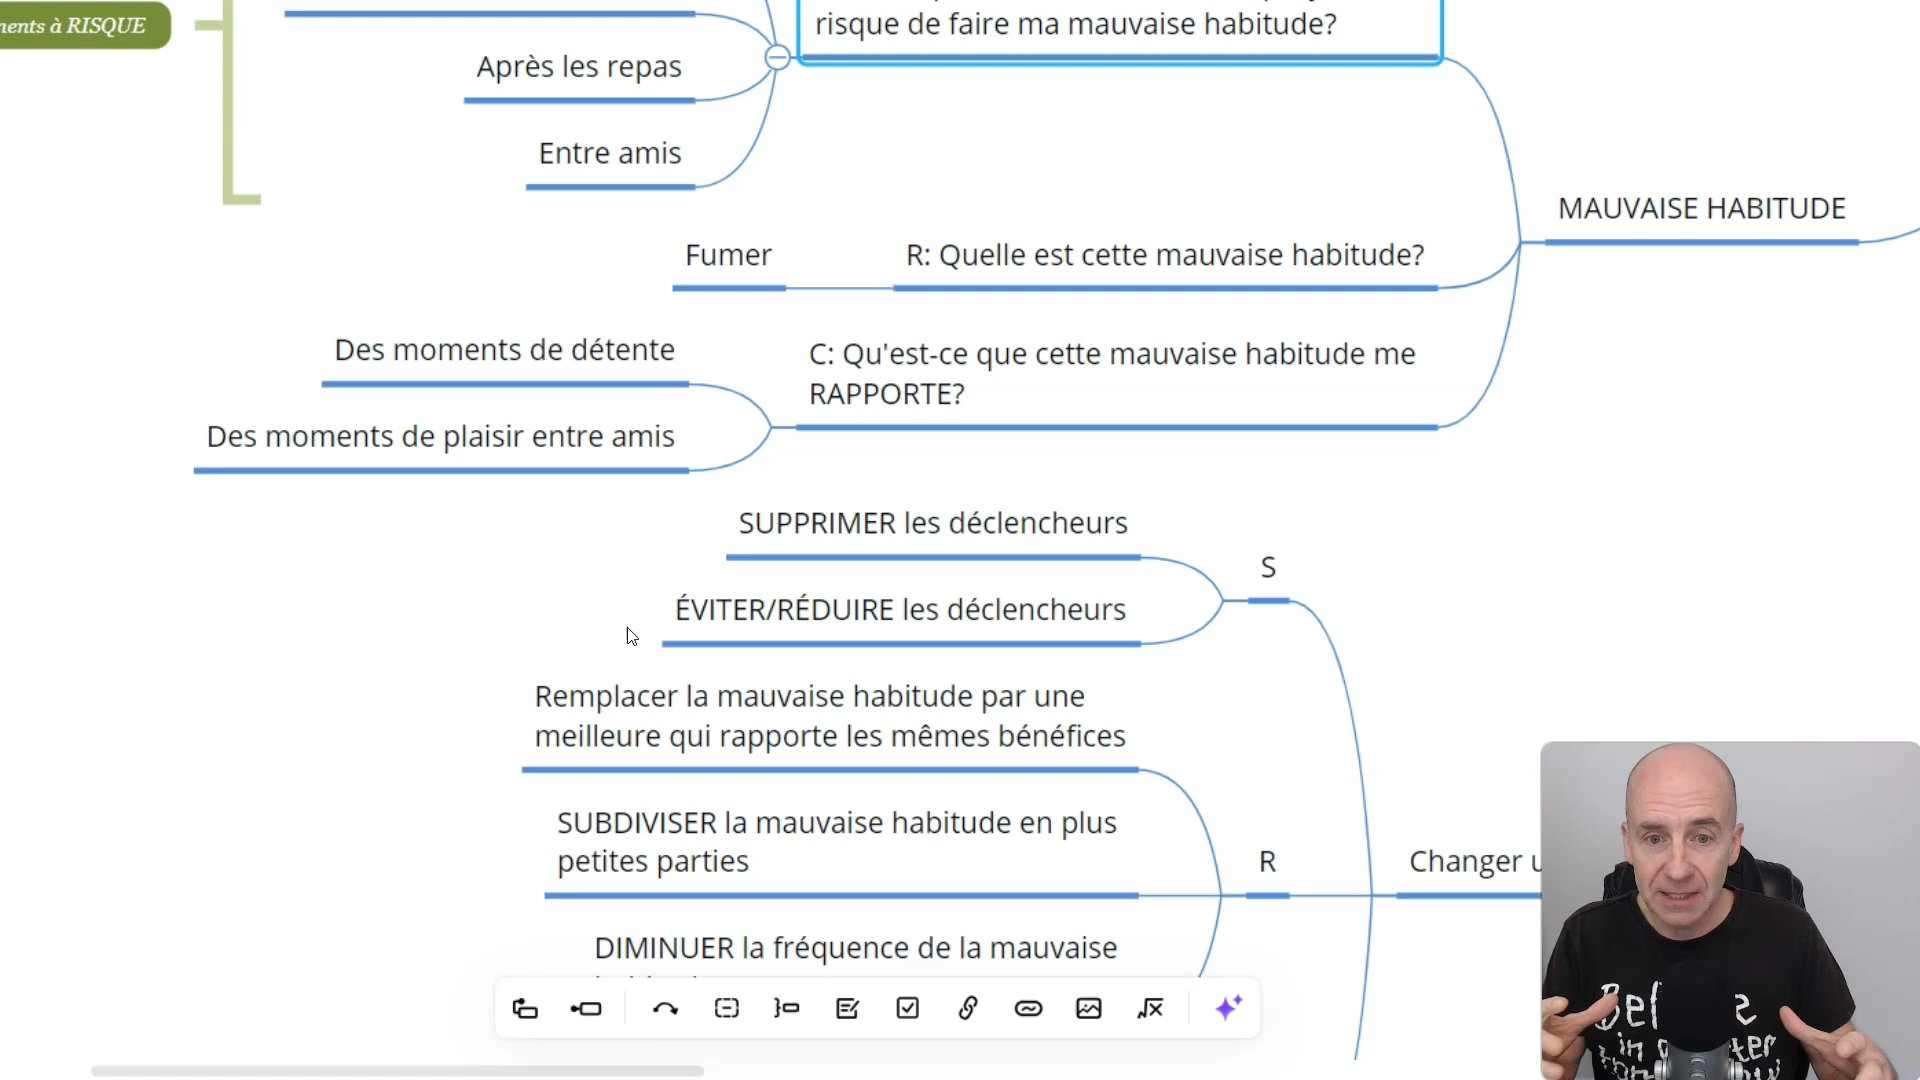 ments à RISQUE
risque de faire ma mauvaise habitude?
Après les repas
Entre amis
MAUVAISE HABITUDE
Fumer
R: Quelle est cette mauvaise habitude?
Des moments de détente
C: Qu'est-ce que cette mauvaise habitude me
RAPPORTE?
Des moments de plaisir entre amis
SUPPRIMER les déclencheurs
S
ÉVITER/RÉDUIRE les déclencheurs
Remplacer la mauvaise habitude par une
meilleure qui rapporte les mêmes bénéfices
SUBDIVISER la mauvaise habitude en plus
petites parties
R
Changer u
DIMINUER la fréquence de la mauvaise
in